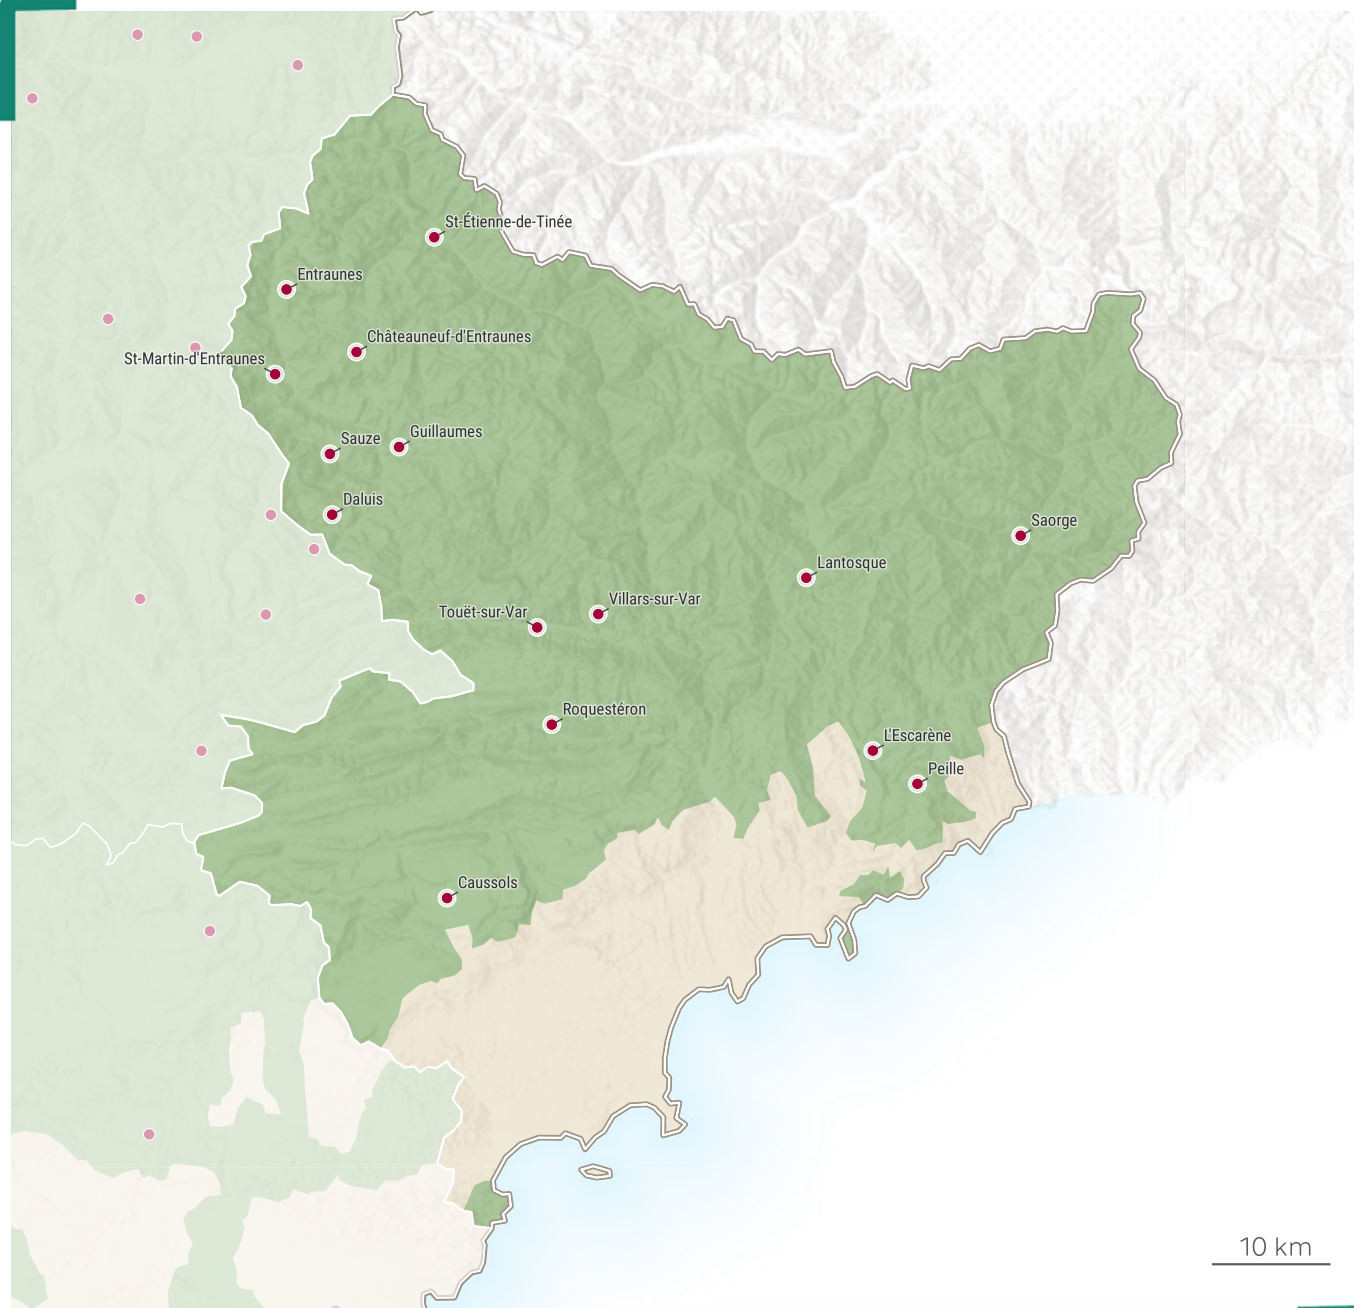 St-Étienne-de-Tinée
Entraunes
Châteauneuf-d'Entraunes
St-Martin-d'Entraunes
Guillaumes
Sauze
Daluis
Saorge
Lantosque
Villars-sur-Var
Touët-sur-Var
Roquestéron
L'Escarène
Peille
Caussols
10 km